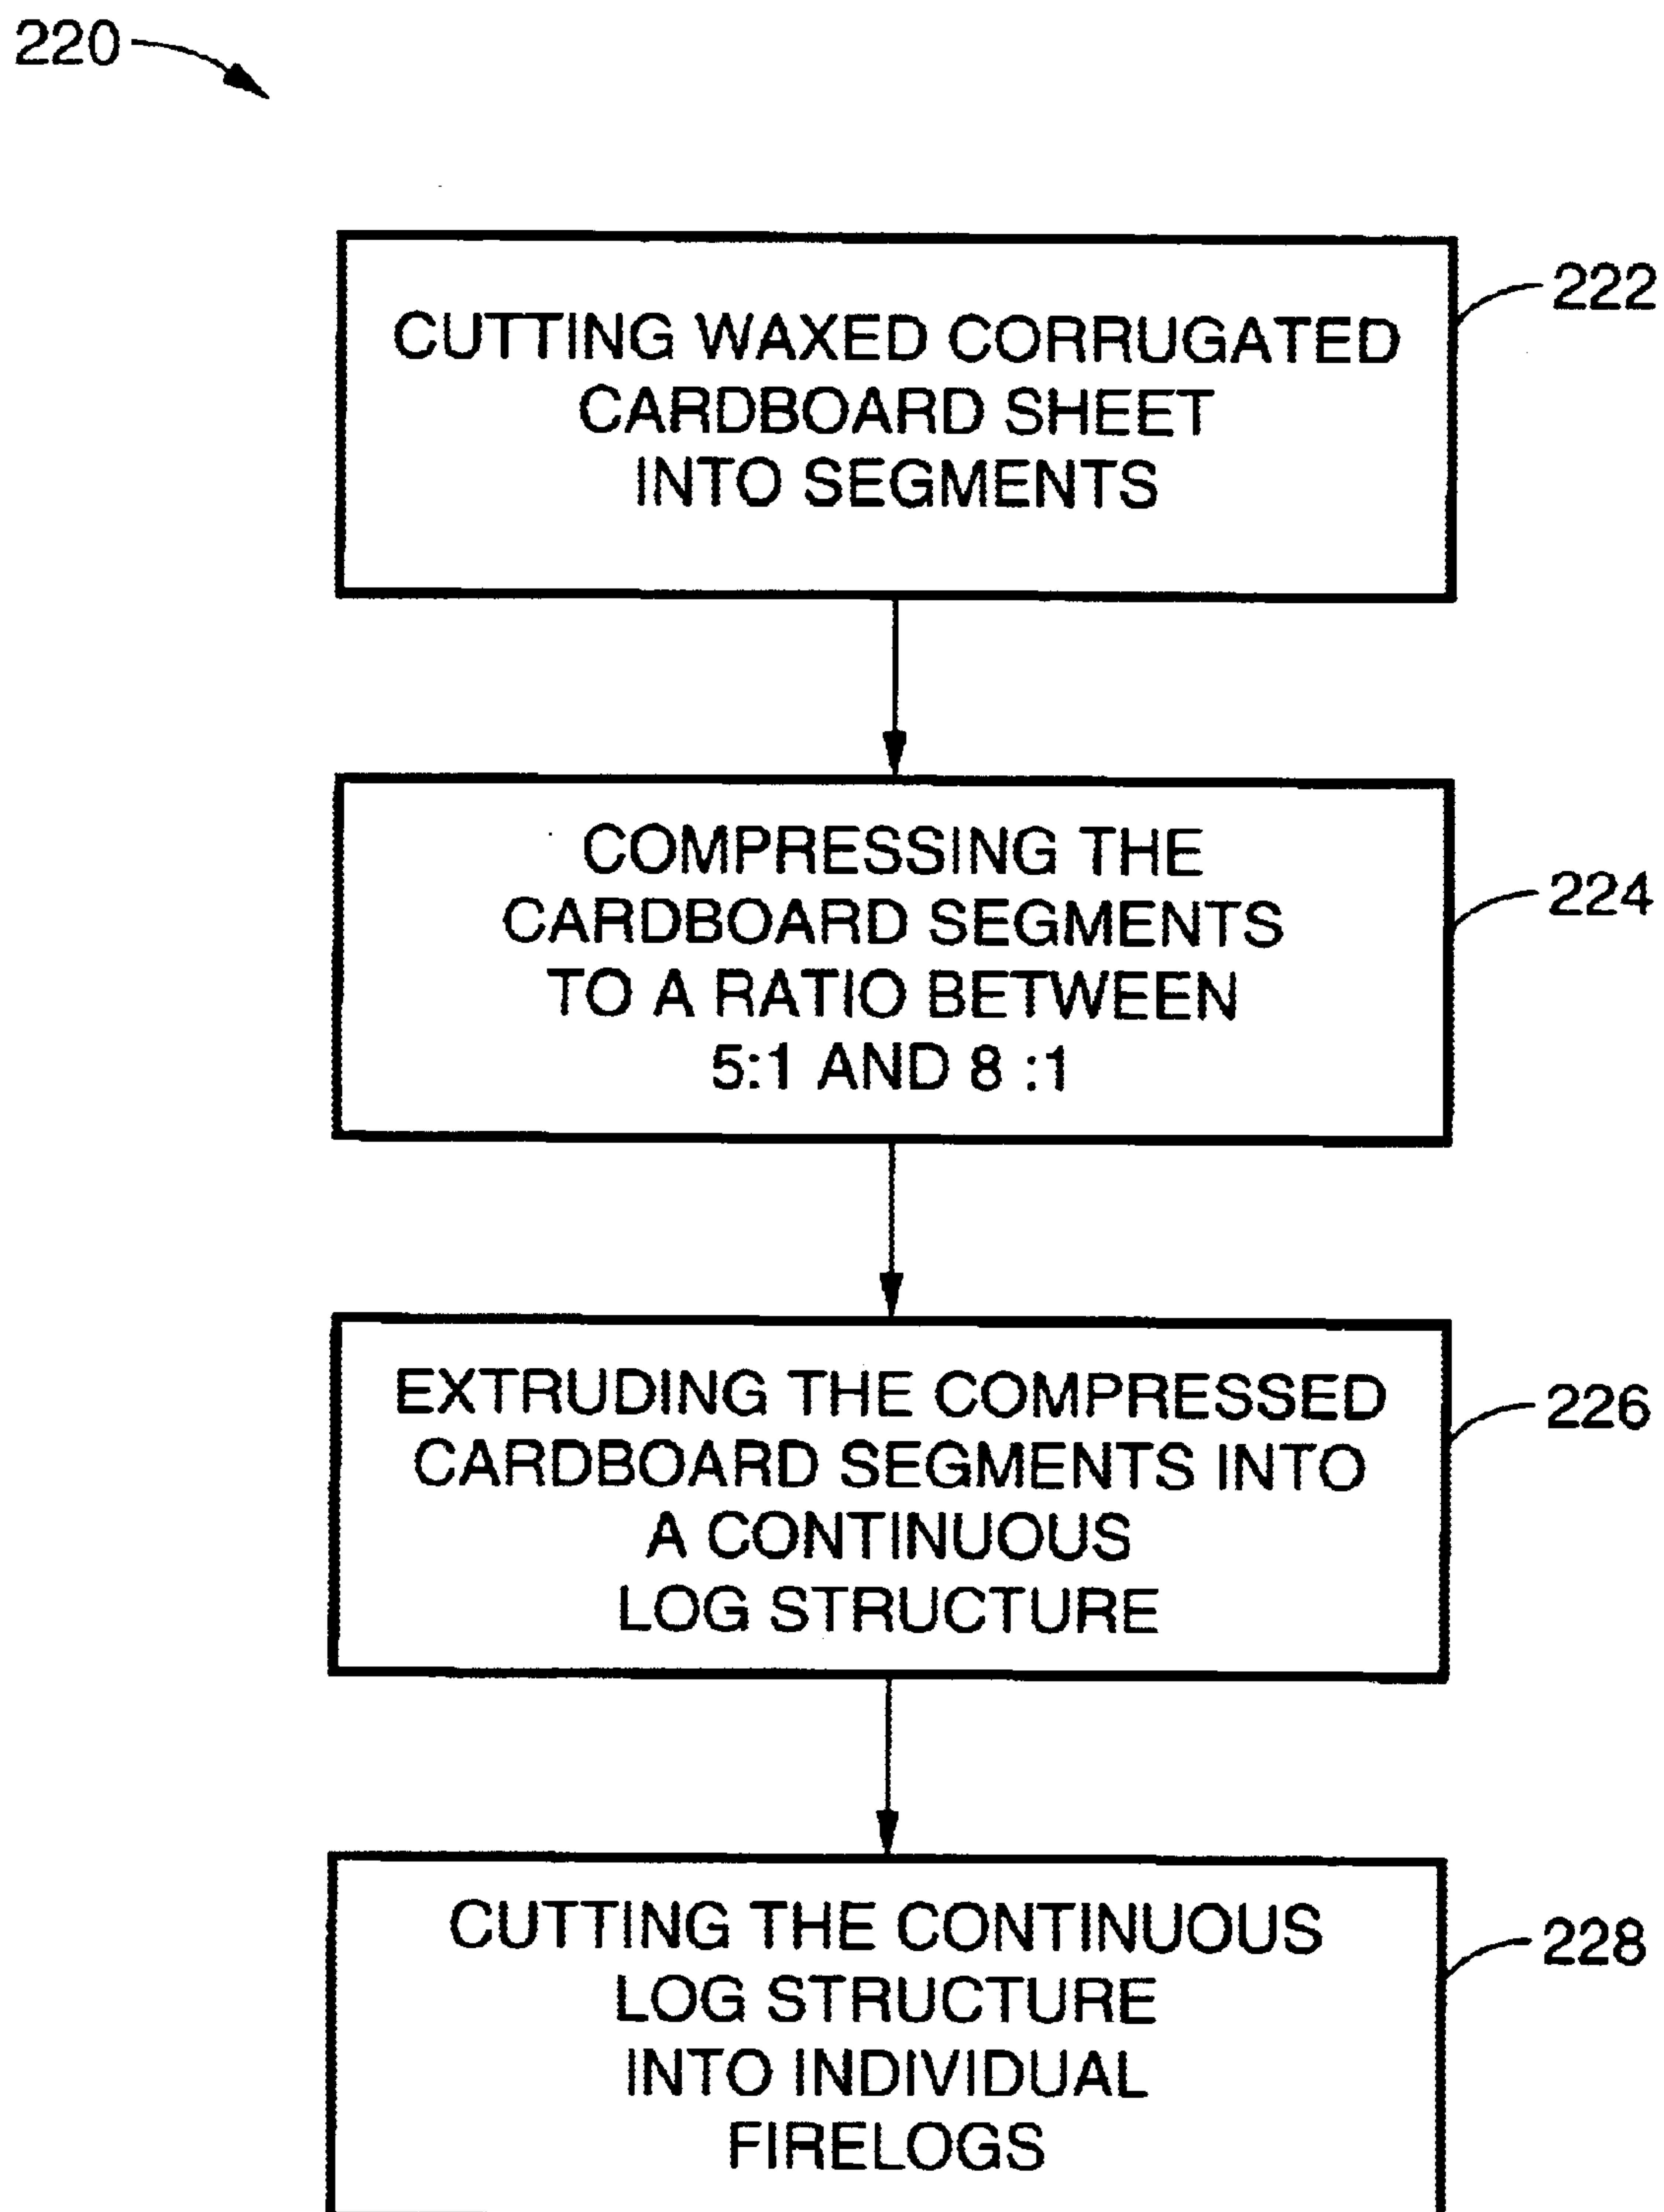 220
CUTTING WAXED CORRUGATED
CARDBOARD SHEET
INTO SEGMENTS
222
COMPRESSING THE
CARDBOARD SEGMENTS
TO A RATIO BETWEEN
5:1 AND 8 :1
224
EXTRUDING THE COMPRESSED
CARDBOARD SEGMENTS INTO
A CONTINUOUS
LOG STRUCTURE
226
CUTTING THE CONTINUOUS
LOG STRUCTURE
INTO INDIVIDUAL
FIRELOGS
228